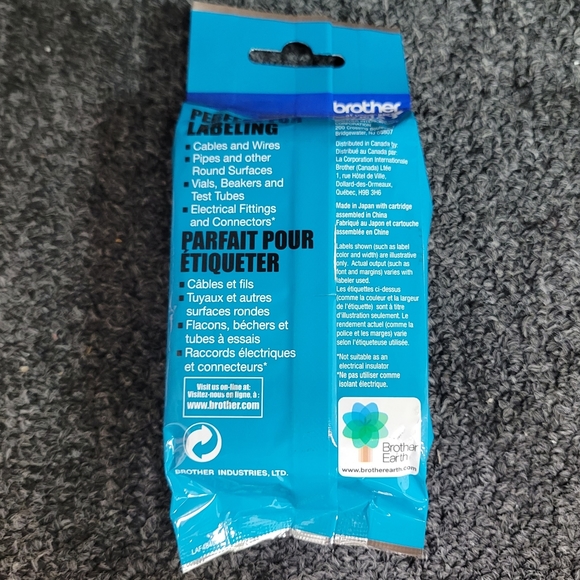 brother
LABELING
▪ Cables and Wires
▪ Pipes and other
Round Surfaces
▪ Vials, Beakers and
Test Tubes
▪ Electrical Fittings
and Connectors*
PARFAIT POUR
ÉTIQUETER
▪ Câbles et fils
▪ Tuyaux et autres
surfaces rondes
▪ Flacons, béchers et
tubes à essais
▪ Raccords électriques
et connecteurs*
Visit us on-line at:
Visitez-nous en ligne, à :
www.brother.com
BROTHER INDUSTRIES, LTD.
Bridgewater, NJ 08807
Distributed in Canada by
Distribué au Canada par
La Corporation Internationale
Brother (Canada) Ltée
1, rue Hôtel de Ville,
Dollard-des-Ormeaux,
Québec, H9B 3H6
Made in Japan with cartridge
assembled in China
Fabriqué au Japon et cartouche
assemblée en Chine
Labels shown (such as label
color and width) are illustrative
only. Actual output (such as
font and margins) varies with
labeler used.
Les étiquettes ci-dessus
(comme la couleur et la largeur
de l'étiquette) sont à titre
d'illustration seulement. Le
rendement actuel (comme la
police et les marges) varie
selon l'étiqueteuse utilisée.
*Not suitable as an
electrical insulator
*Ne pas utiliser comme
isolant électrique.
Brother
Earth
www.brotherearth.com